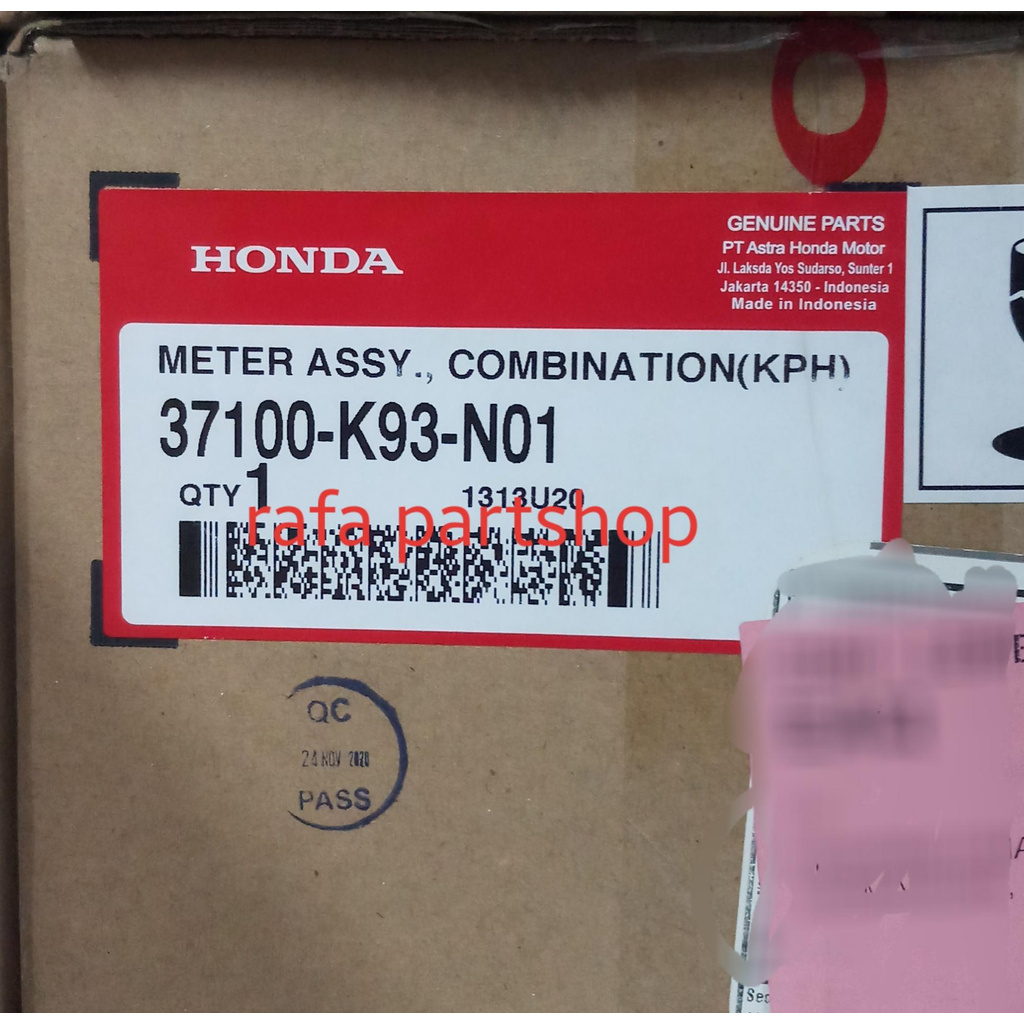 HONDA
GENUINE PARTS
PT Astra Honda Motor
Jl. Laksda Yos Sudarso, Sunter 1
Jakarta 14350 - Indonesia
Made in Indonesia
METER ASSY., COMBINATION(KPH)
37100-K93-N01
QTY 1
1313U20
rafa partshop
QC
24 NOV 2020
PASS
Sec